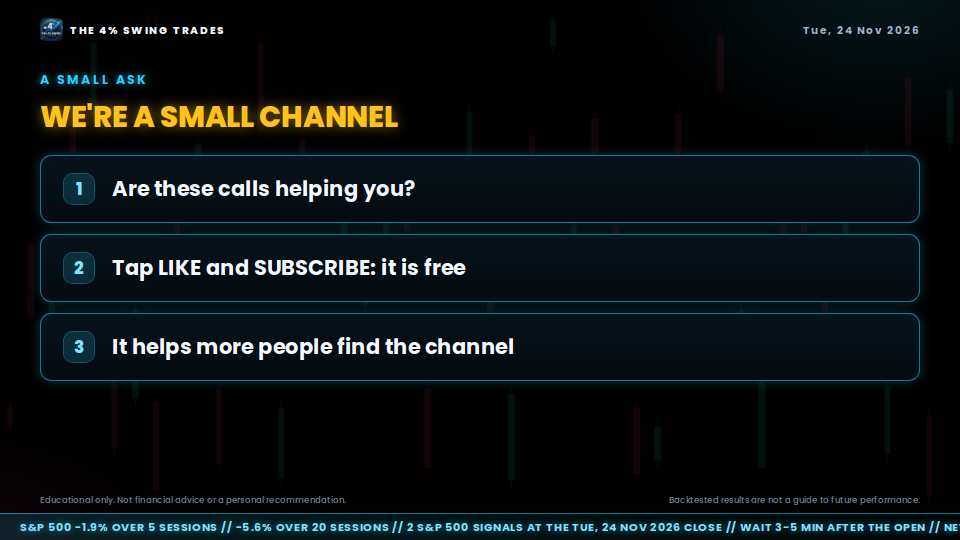 THE 4% SWING TRADES
Tue, 24 Nov 2026
A SMALL ASK
WE'RE A SMALL CHANNEL
1 Are these calls helping you?
2 Tap LIKE and SUBSCRIBE: it is free
3 It helps more people find the channel
Educational only. Not financial advice or a personal recommendation.
Backtested results are not a guide to future performance.
S&P 500 -1.9% OVER 5 SESSIONS // -5.6% OVER 20 SESSIONS // 2 S&P 500 SIGNALS AT THE TUE, 24 NOV 2026 CLOSE // WAIT 3-5 MIN AFTER THE OPEN //